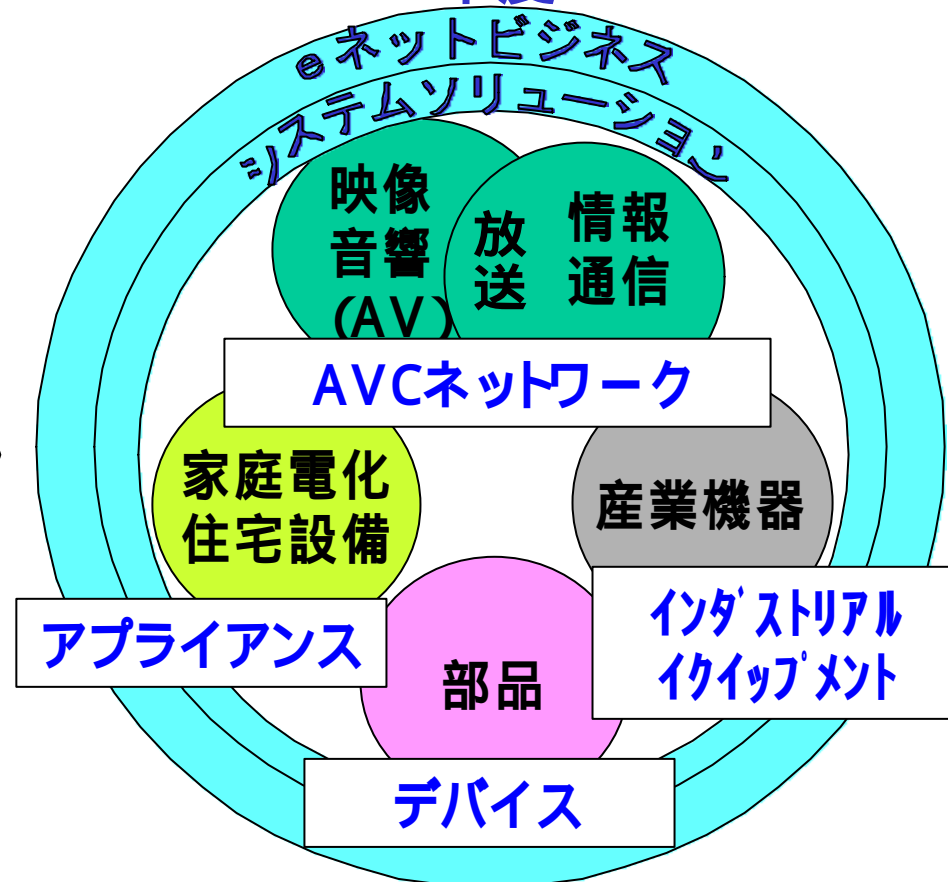 eネットビジネス
システムソリューション
映像
音響
(AV)
放送
情報
通信
AVCネットワーク
家庭電化
住宅設備
産業機器
アプライアンス
インダストリアル
イクイップメント
部品
デバイス